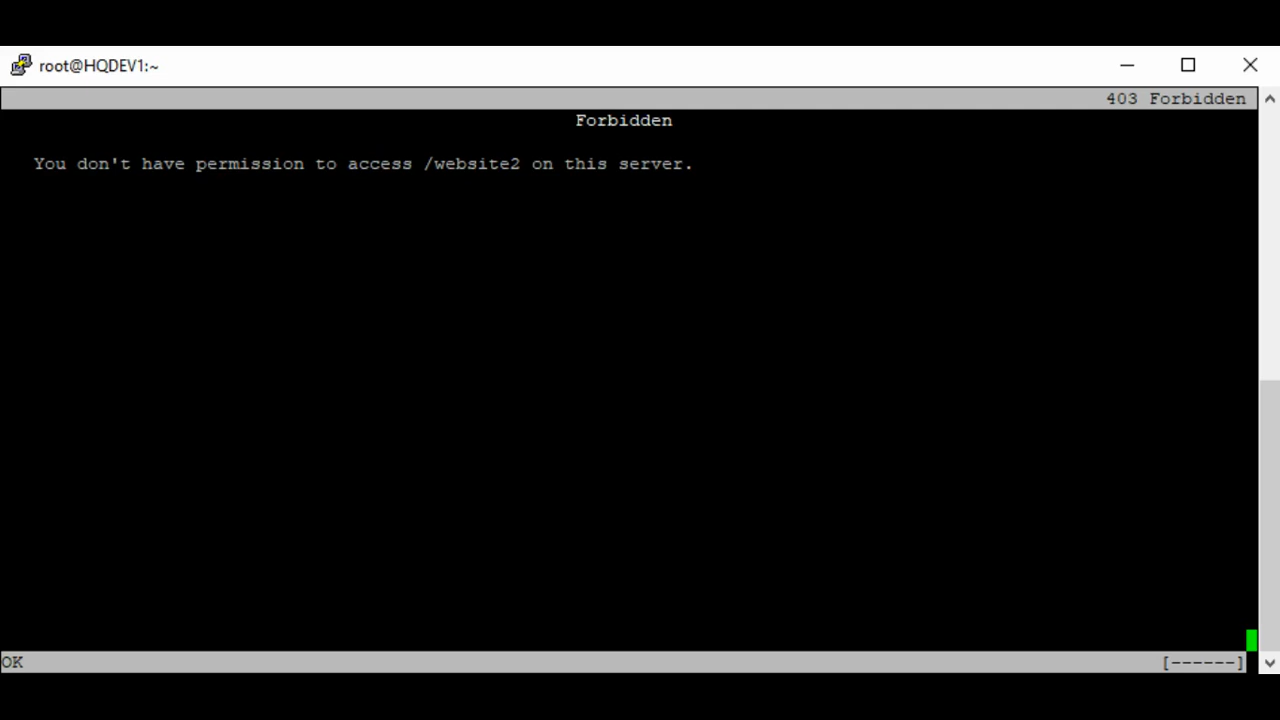 root@HQDEV1:~
403 Forbidden
Forbidden
You don't have permission to access /website2 on this server.
OK [------]